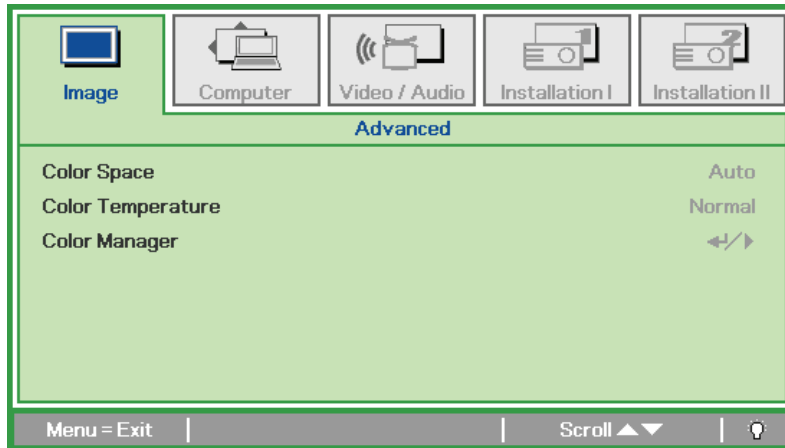 Image
Computer
Video / Audio
Installation I
Installation II
Advanced
Color Space Auto
Color Temperature Normal
Color Manager
Menu = Exit Scroll